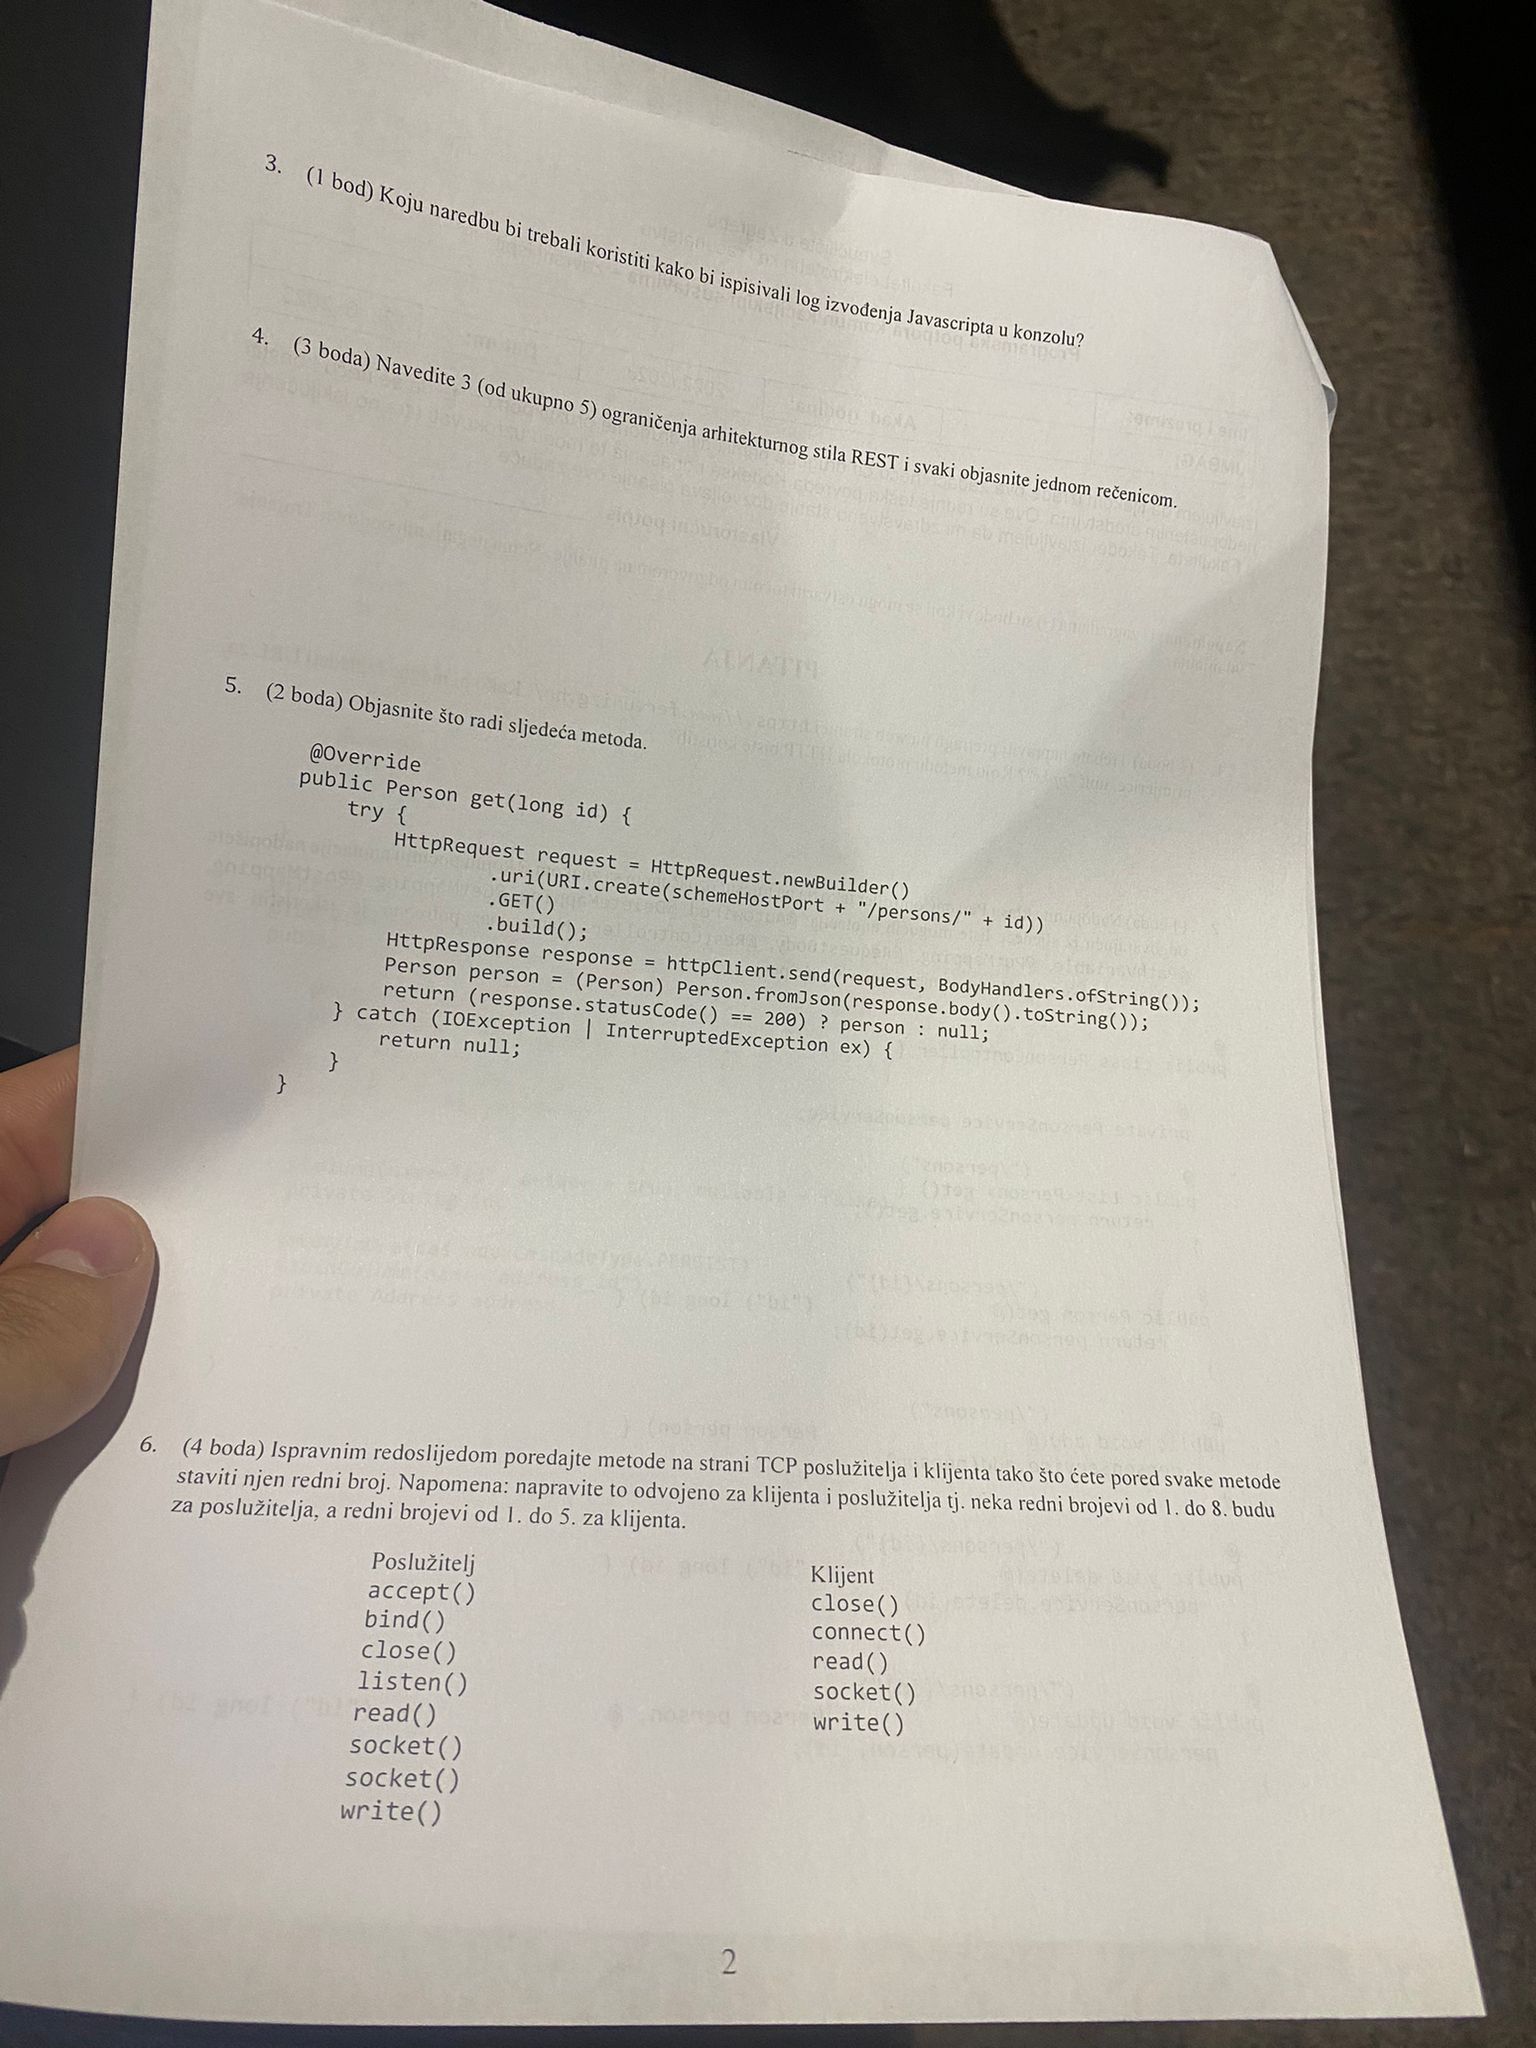 3. (1 bod) Koju naredbu bi trebali koristiti kako bi ispisivali log izvođenja Javascripta u konzolu?
4. (3 boda) Navedite 3 (od ukupno 5) ograničenja arhitekturnog stila REST i svaki objasnite jednom rečenicom.
5. (2 boda) Objasnite što radi sljedeća metoda.
@Override
public Person get(long id) {
try {
HttpRequest request = HttpRequest.newBuilder()
.uri(URI.create(schemeHostPort + "/persons/" + id))
.GET()
.build();
HttpResponse response = httpClient.send(request, BodyHandlers.ofString());
Person person = (Person) Person.fromJson(response.body().toString());
return (response.statusCode() == 200) ? person : null;
} catch (IOException | InterruptedException ex) {
return null;
}
}
6. (4 boda) Ispravnim redoslijedom poredajte metode na strani TCP poslužitelja i klijenta tako što ćete pored svake metode
staviti njen redni broj. Napomena: napravite to odvojeno za klijenta i poslužitelja tj. neka redni brojevi od 1. do 8. budu
za poslužitelja, a redni brojevi od 1. do 5. za klijenta.
Poslužitelj
accept()
bind()
close()
listen()
read()
socket()
socket()
write()
Klijent
close()
connect()
read()
socket()
write()
2